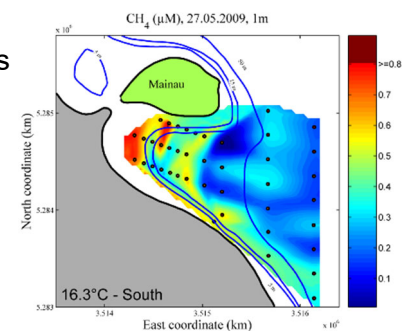 CH4 (µM), 27.05.2009, 1m
s
x 10⁶
Mainau
>=0.8
0.7
0.6
0.5
0.4
0.3
0.2
0.1
5.285
5.284
5.283
North coordinate (km)
16.3°C - South
3.514
3.515
3.516
x 10⁶
East coordinate (km)